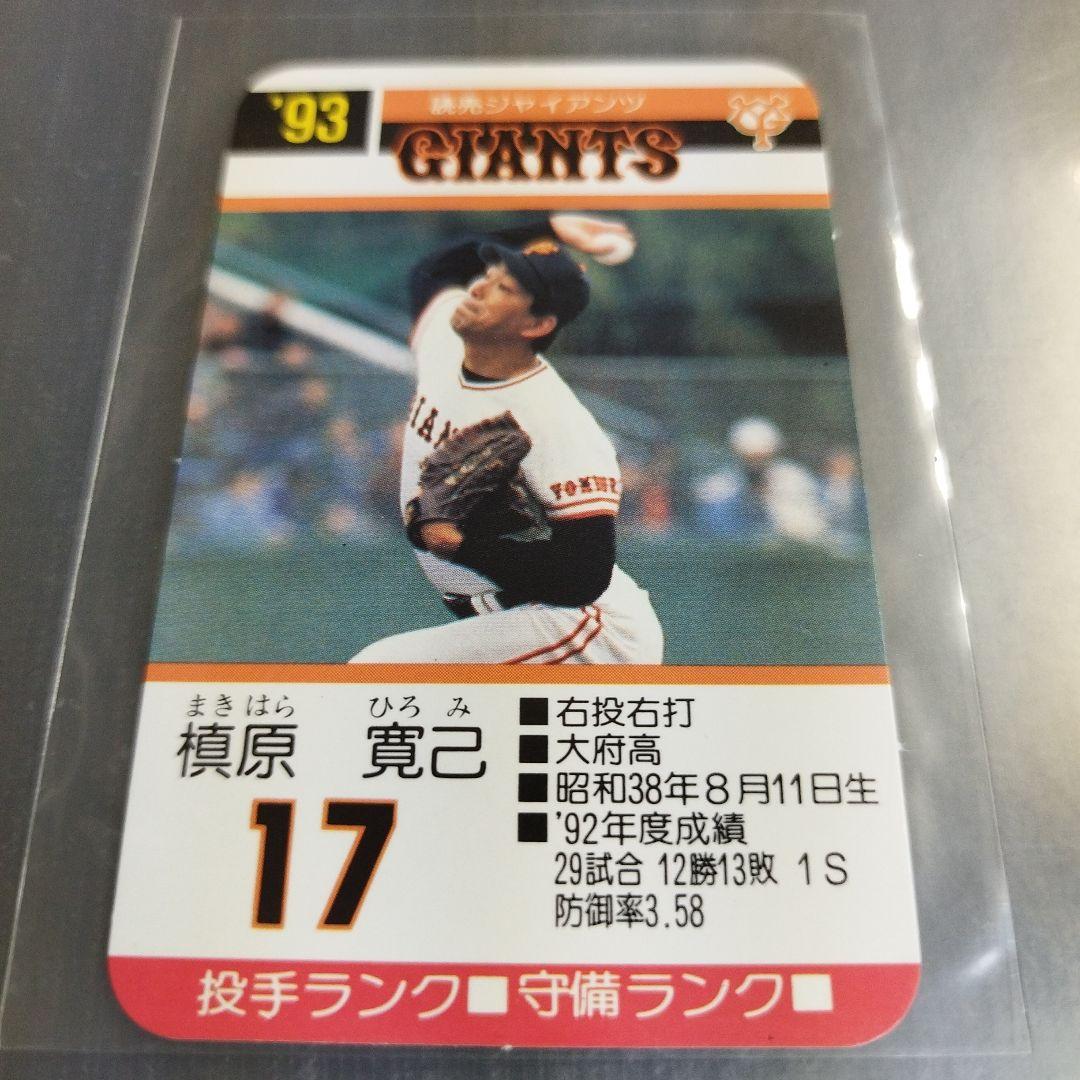 '93
読売ジャイアンツ
GIANTS
まきはら ひろみ
槙原 寛己
17
■右投右打
■大府高
■昭和38年8月11日生
■'92年度成績
29試合 12勝13敗 1S
防御率3.58
投手ランク□守備ランク□